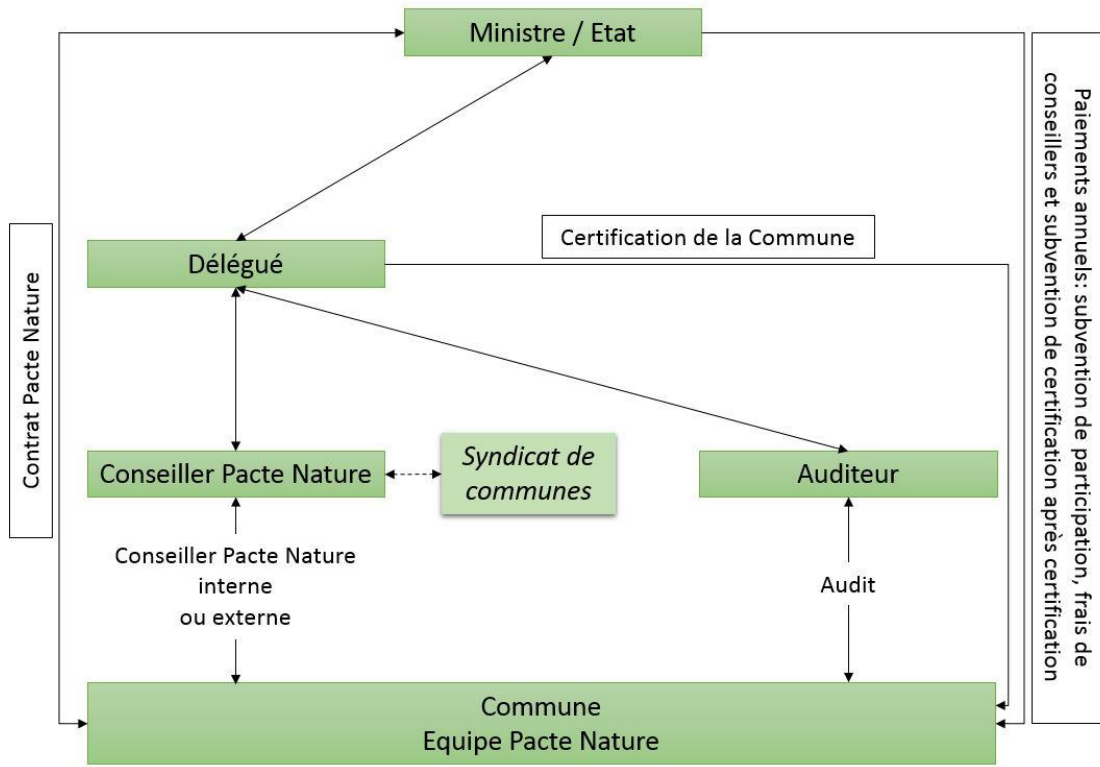 Ministre / Etat
Contrat Pacte Nature
Paiements annuels: subvention de participation, frais de
conseillers et subvention de certification après certification
Certification de la Commune
Délégué
Conseiller Pacte Nature
Syndicat de
communes
Auditeur
Conseiller Pacte Nature
interne
ou externe
Audit
Commune
Equipe Pacte Nature